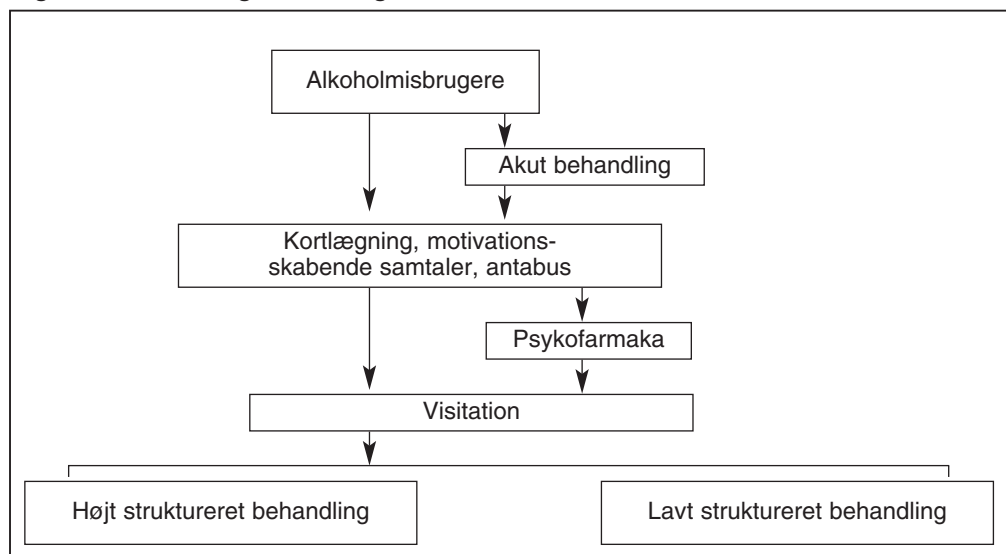 Alkoholmisbrugere
Akut behandling
Kortlægning, motivations-
skabende samtaler, antabus
Psykofarmaka
Visitation
Højt struktureret behandling
Lavt struktureret behandling